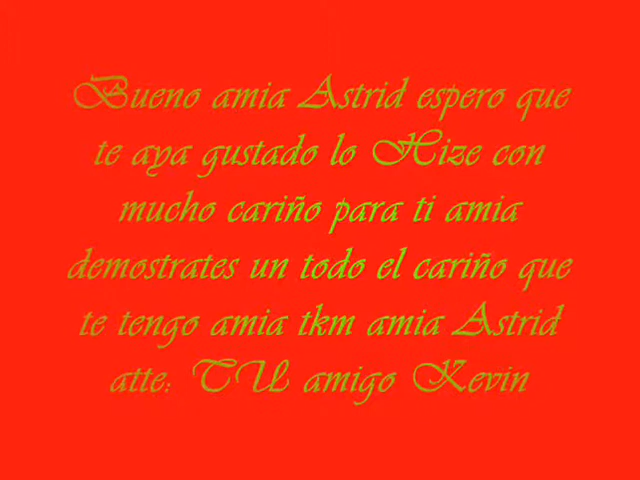 Bueno amia Astrid espero que
te aya gustado lo Hize con
mucho cariño para ti amia
demostrates un todo el cariño que
te tengo amia tkm amia Astrid
atte: TU amigo Kevin